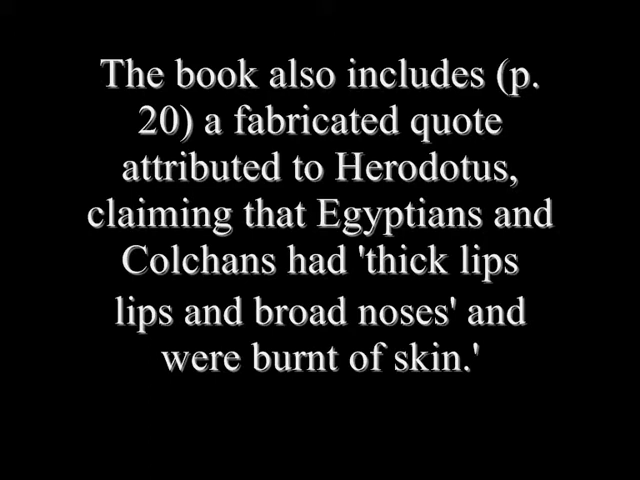 The book also includes (p.
20) a fabricated quote
attributed to Herodotus,
claiming that Egyptians and
Colchans had 'thick lips
lips and broad noses' and
were burnt of skin.'